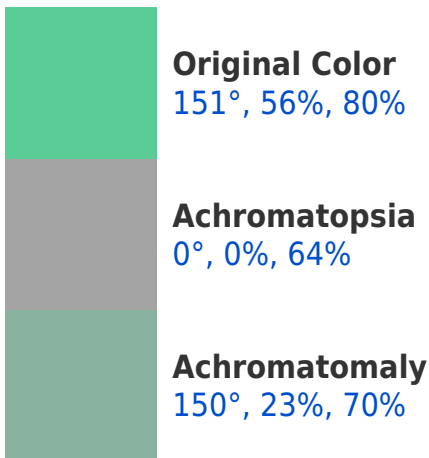 Original Color
151°, 56%, 80%
Achromatopsia
0°, 0%, 64%
Achromatomaly
150°, 23%, 70%